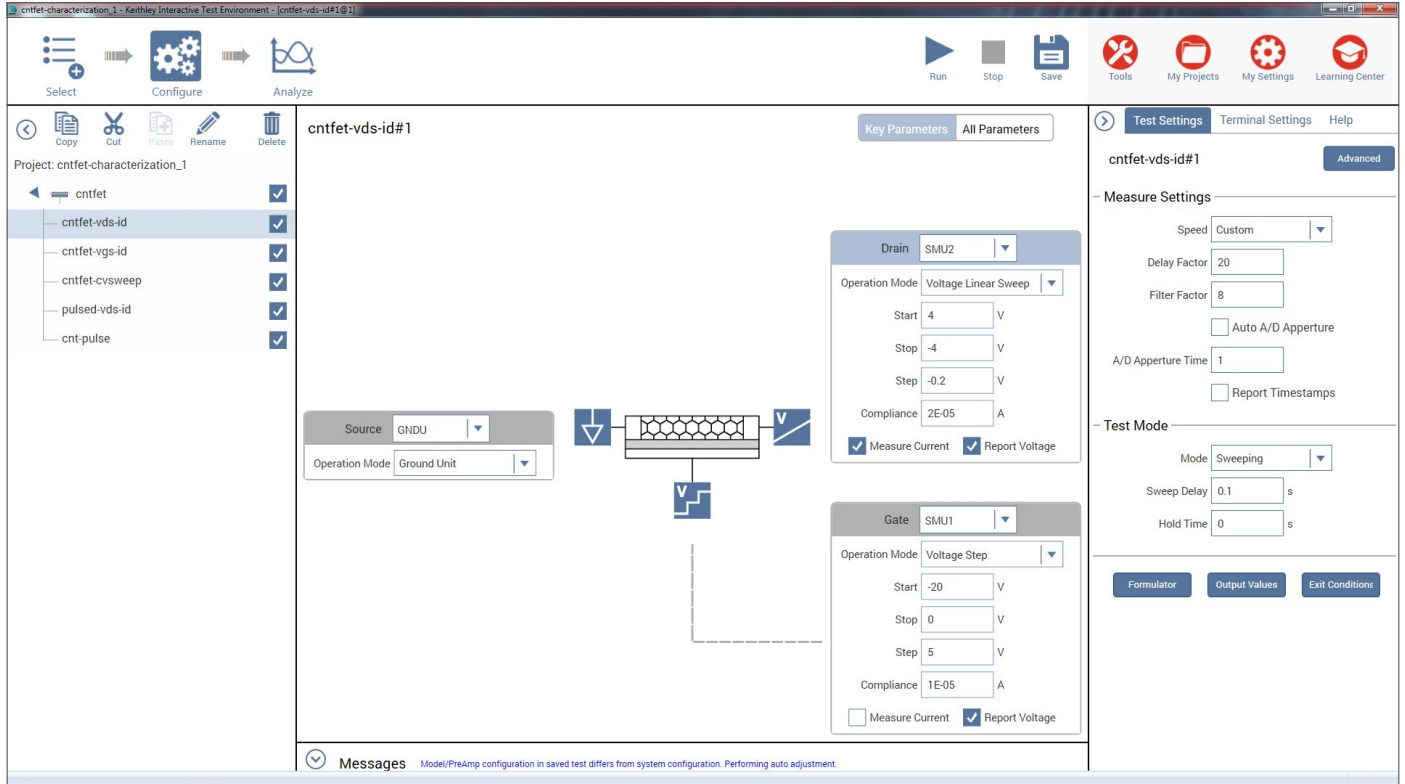 cntfet-characterization_1 - Keithley Interactive Test Environment - [cntfet-vds-id#1@1]
Select
Configure
Analyze
Run
Stop
Save
Tools
My Projects
My Settings
Learning Center
Copy
Cut
Paste
Rename
Delete
Project: cntfet-characterization_1
cntfet
cntfet-vds-id
cntfet-vgs-id
cntfet-cvsweep
pulsed-vds-id
cnt-pulse
cntfet-vds-id#1
Key Parameters All Parameters
Source GNDU
Operation Mode Ground Unit
V
V
Drain SMU2
Operation Mode Voltage Linear Sweep
Start 4 V
Stop -4 V
Step -0.2 V
Compliance 2E-05 A
Measure Current Report Voltage
Gate SMU1
Operation Mode Voltage Step
Start -20 V
Stop 0 V
Step 5 V
Compliance 1E-05 A
Measure Current Report Voltage
Messages Model/PreAmp configuration in saved test differs from system configuration. Performing auto adjustment.
Test Settings Terminal Settings Help
cntfet-vds-id#1 Advanced
Measure Settings
Speed Custom
Delay Factor 20
Filter Factor 8
Auto A/D Apperture
A/D Apperture Time 1
Report Timestamps
Test Mode
Mode Sweeping
Sweep Delay 0.1 s
Hold Time 0 s
Formulator Output Values Exit Conditions